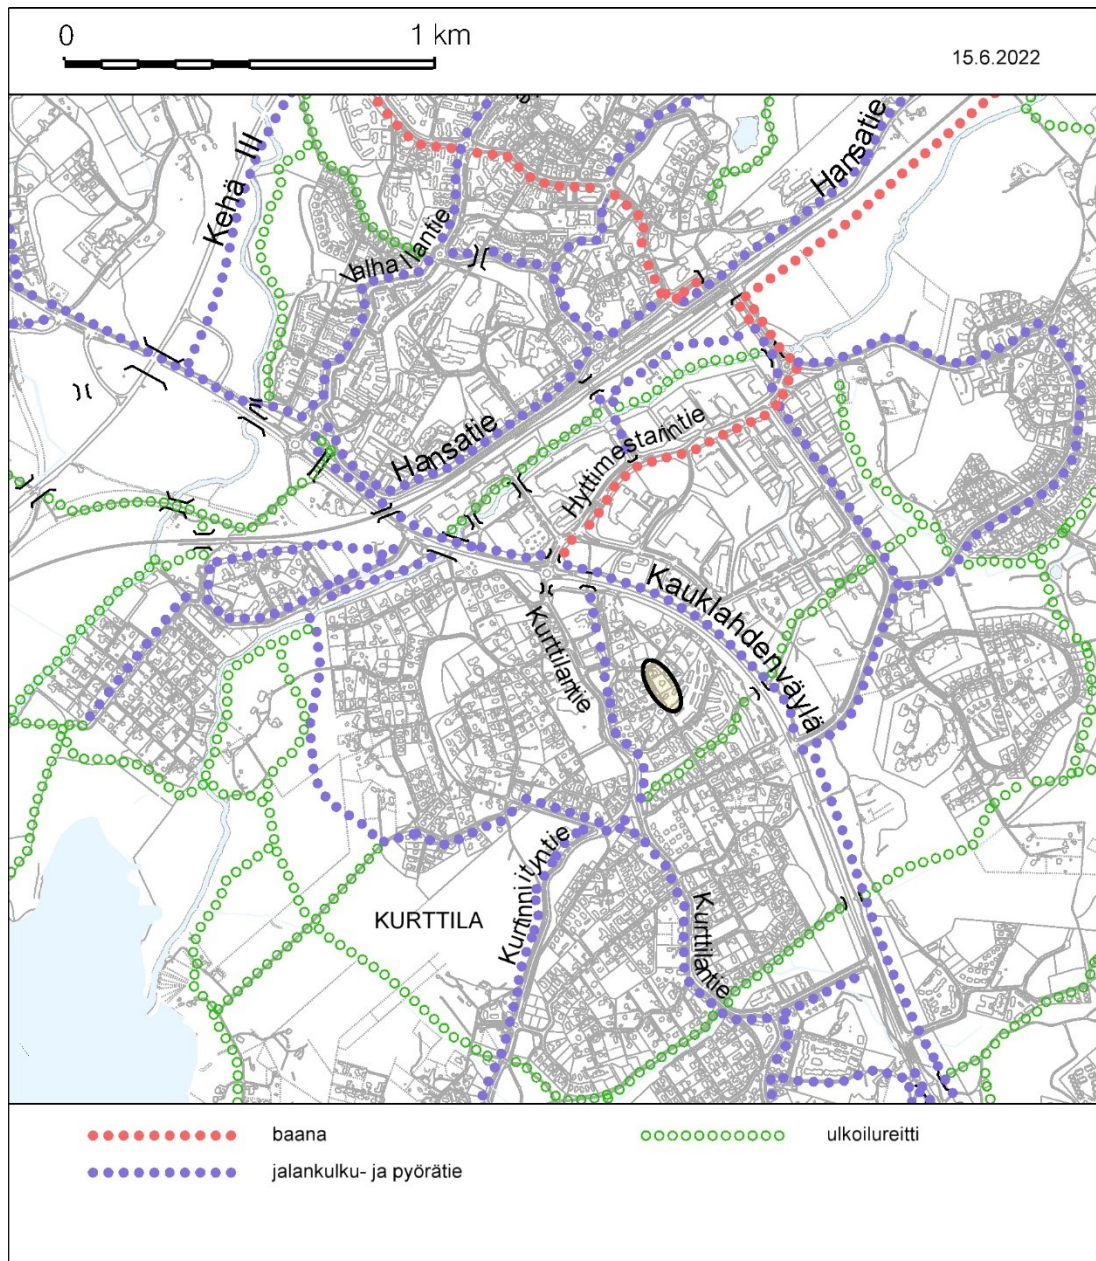 0 1 km
15.6.2022
Kehä III
Hansatie
Valhallantie
Hansatie
Hyttimestarintie
Kauklahdenväylä
Kurttilantie
Kurtinniityntie
KURTTILA
Kurttilantie
baana
ulkoilureitti
jalankulku- ja pyörätie